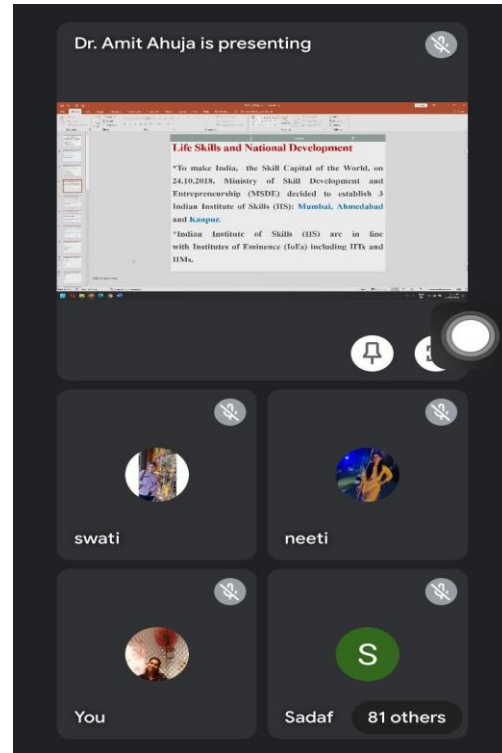 Dr. Amit Ahuja is presenting
Life Skills and National Development
*To make India, the Skill Capital of the World, on
24.10.2018, Ministry of Skill Development and
Entrepreneurship (MSDE) decided to establish 3
Indian Institute of Skills (IIS): Mumbai, Ahmedabad
and Kanpur.
*Indian Institute of Skills (IIS) are in line
with Institutes of Eminence (IoEs) including IITs and
IIMs.
swati
neeti
You
S
Sadaf
81 others